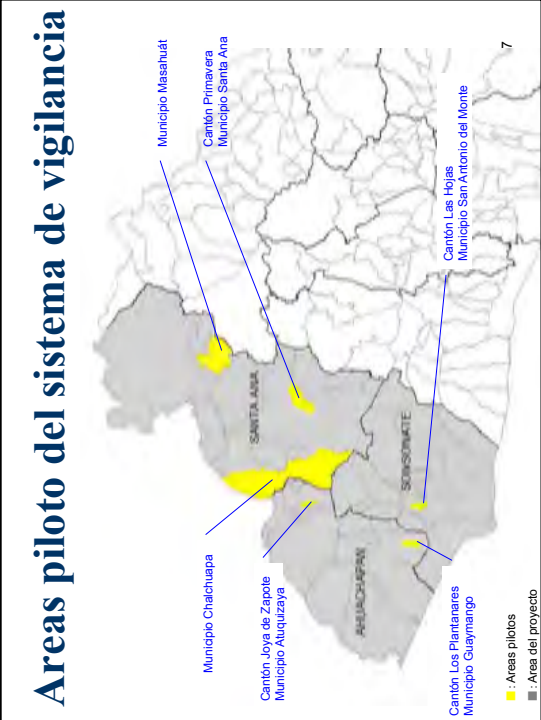 Areas piloto del sistema de vigilancia
Municipio Masahuát
Cantón Primavera
Municipio Santa Ana
SANTA ANA
Municipio Chalchuapa
Cantón Joya de Zapote
Municipio Atuquizaya
Cantón Las Hojas
Municipio San Antonio del Monte
SONSONATE
AHUACHAPAN
Cantón Los Plantanares
Municipio Guaymango
: Areas pilotos
: Area del proyecto
7